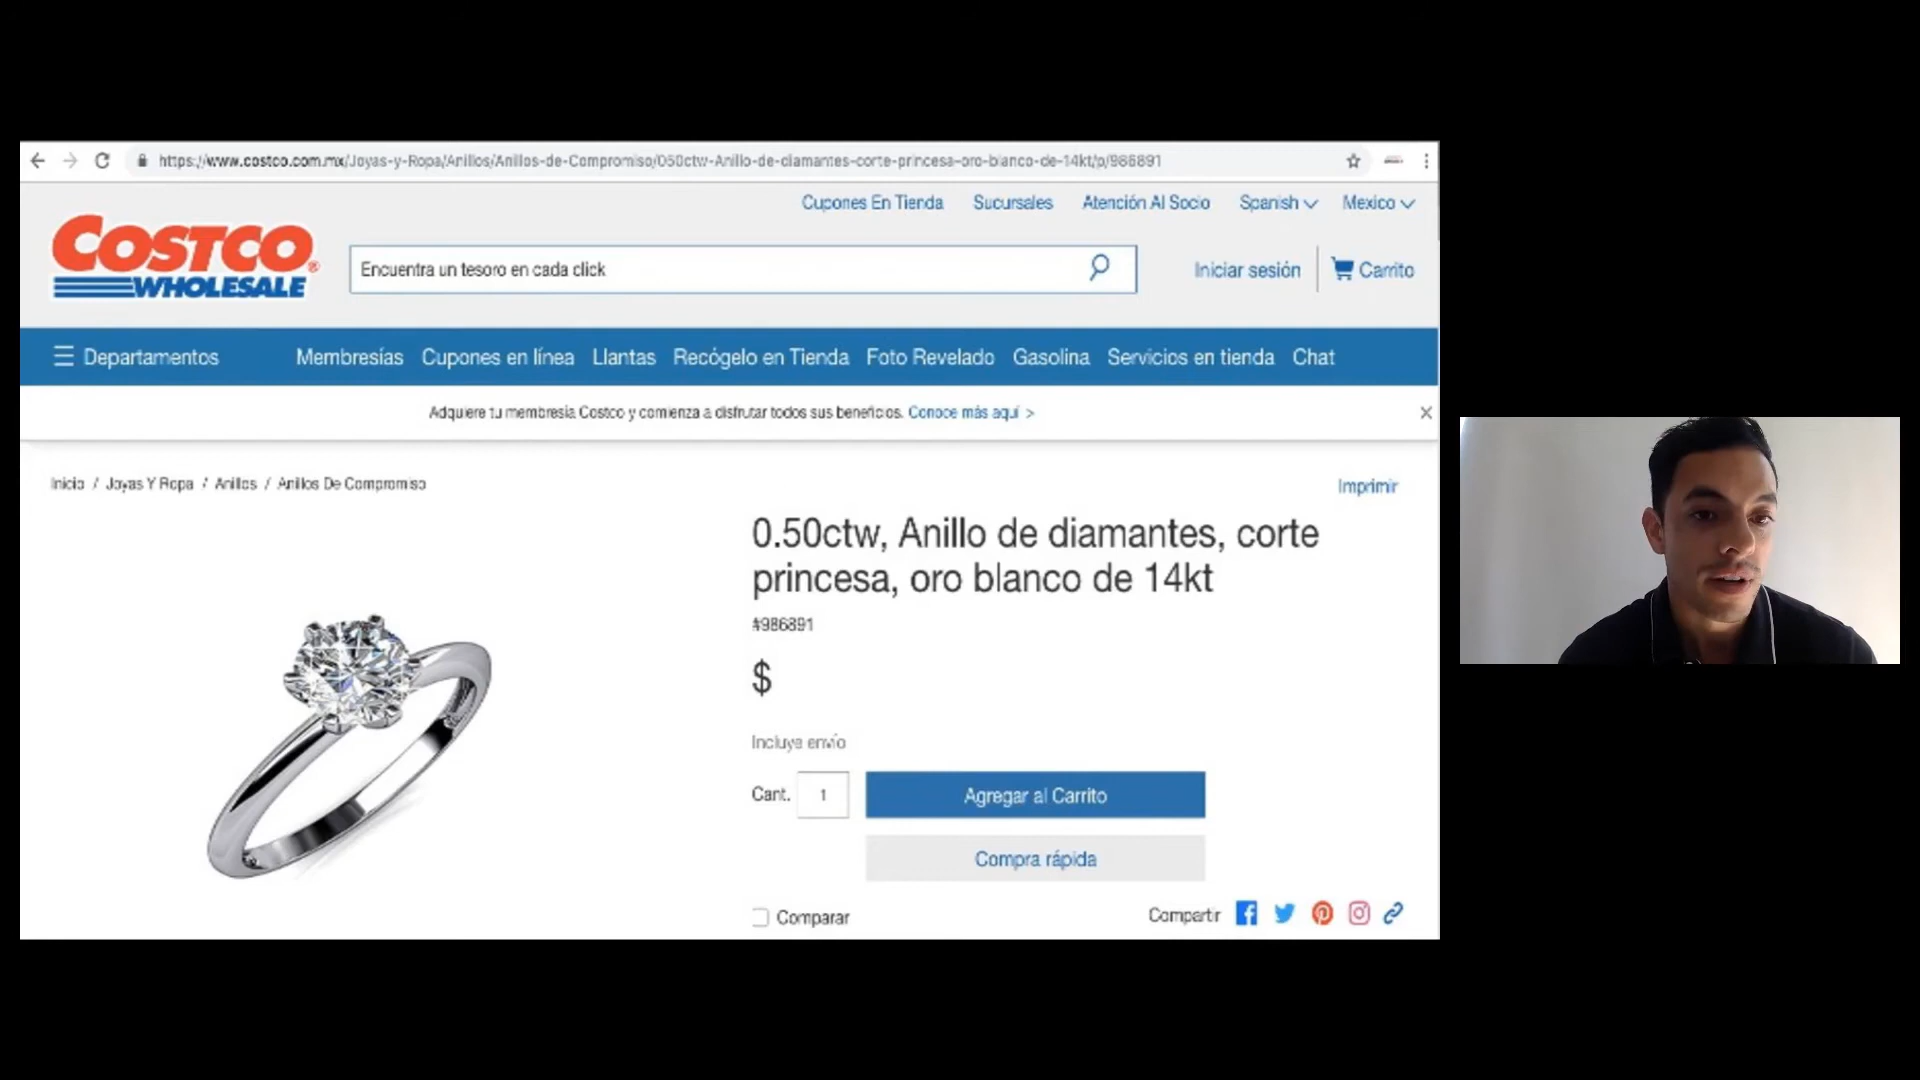 https://www.costco.com.mx/Joyas-y-Ropa/Anillos/Anillos-de-Compromiso/050ctw-Anillo-de-diamantes-corte-princesa-oro-blanco-de-14kt/p/986891
Cupones En Tienda Sucursales Atención Al Socio Spanish Mexico
COSTCO
WHOLESALE
Encuentra un tesoro en cada click
Iniciar sesión Carrito
Departamentos Membresías Cupones en línea Llantas Recógelo en Tienda Foto Revelado Gasolina Servicios en tienda Chat
Adquiere tu membresía Costco y comienza a disfrutar todos sus beneficios. Conoce más aquí >
Inicio / Joyas Y Ropa / Anillos / Anillos De Compromiso
Imprimir
0.50ctw, Anillo de diamantes, corte
princesa, oro blanco de 14kt
#986891
$
Incluye envío
Cant. 1 Agregar al Carrito
Compra rápida
Comparar
Compartir